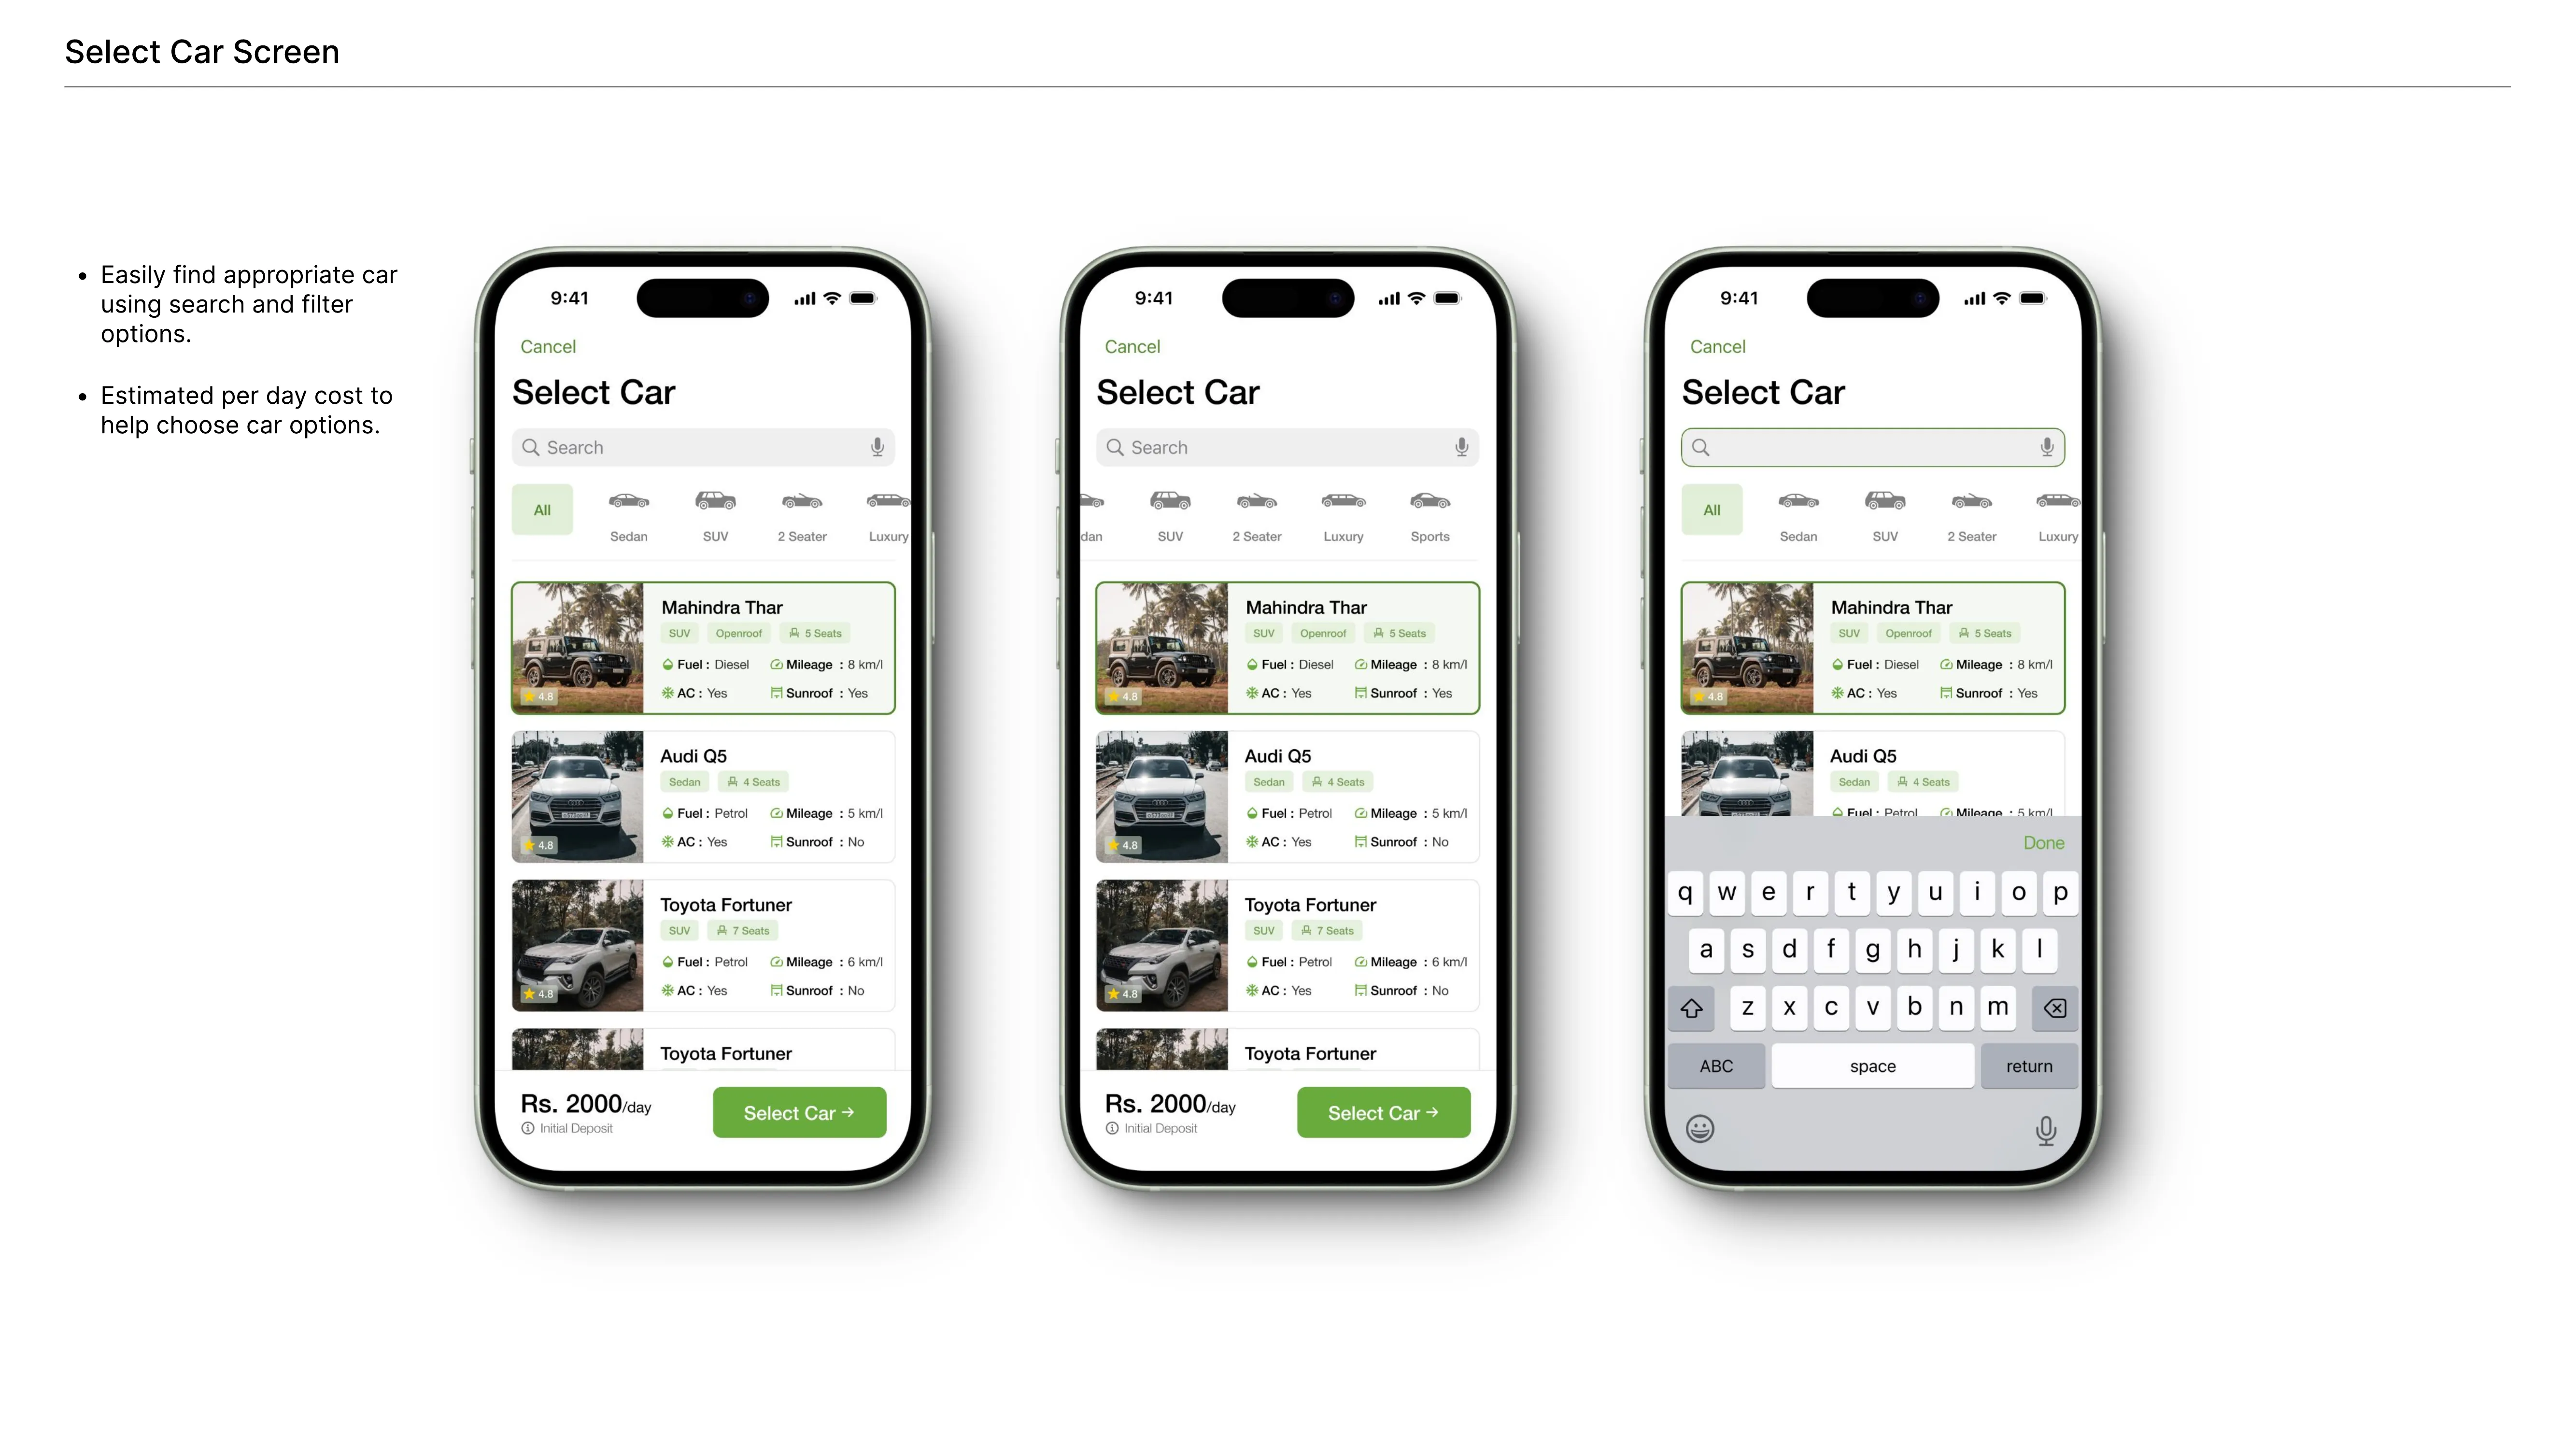 Select Car Screen
Easily find appropriate car
using search and filter
options.
Estimated per day cost to
help choose car options.
9:41
Cancel
Select Car
Search
All
Sedan
SUV
2 Seater
Luxury
Mahindra Thar
SUV Openroof 5 Seats
Fuel : Diesel Mileage : 8 km/l
AC : Yes Sunroof : Yes
4.8
Audi Q5
Sedan 4 Seats
Fuel : Petrol Mileage : 5 km/l
AC : Yes Sunroof : No
4.8
Toyota Fortuner
SUV 7 Seats
Fuel : Petrol Mileage : 6 km/l
AC : Yes Sunroof : No
4.8
Toyota Fortuner
Rs. 2000/day
Initial Deposit
Select Car →
9:41
Cancel
Select Car
Search
dan
SUV
2 Seater
Luxury
Sports
Mahindra Thar
SUV Openroof 5 Seats
Fuel : Diesel Mileage : 8 km/l
AC : Yes Sunroof : Yes
4.8
Audi Q5
Sedan 4 Seats
Fuel : Petrol Mileage : 5 km/l
AC : Yes Sunroof : No
4.8
Toyota Fortuner
SUV 7 Seats
Fuel : Petrol Mileage : 6 km/l
AC : Yes Sunroof : No
4.8
Toyota Fortuner
Rs. 2000/day
Initial Deposit
Select Car →
9:41
Cancel
Select Car
All
Sedan
SUV
2 Seater
Luxury
Mahindra Thar
SUV Openroof 5 Seats
Fuel : Diesel Mileage : 8 km/l
AC : Yes Sunroof : Yes
4.8
Audi Q5
Sedan 4 Seats
Fuel : Petrol Mileage : 5 km/l
Done
q w e r t y u i o p
a s d f g h j k l
z x c v b n m
ABC space return